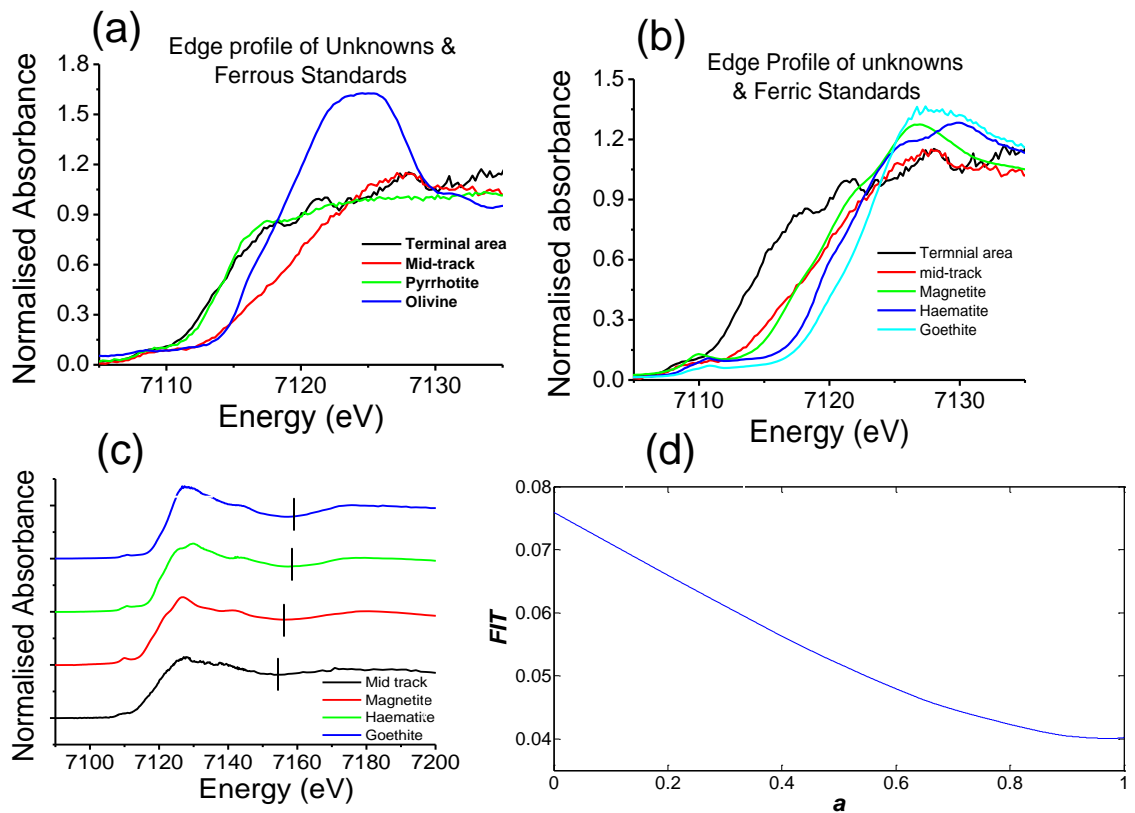 (a)
Edge profile of Unknowns &
Ferrous Standards
Normalised Absorbance
1.8
1.5
1.2
0.9
0.6
0.3
0.0
Terminal area
Mid-track
Pyrrhotite
Olivine
7110 7120 7130
Energy (eV)
(b)
Edge Profile of unknowns
& Ferric Standards
Normalised absorbance
1.5
1.2
0.9
0.6
0.3
0.0
Termnial area
mid-track
Magnetite
Haematite
Goethite
7110 7120 7130
Energy (eV)
(c)
Normalised Absorbance
Mid track
Magnetite
Haematite
Goethite
7100 7120 7140 7160 7180 7200
Energy (eV)
(d)
FIT
0.08
0.07
0.06
0.05
0.04
0 0.2 0.4 0.6 0.8 1
a